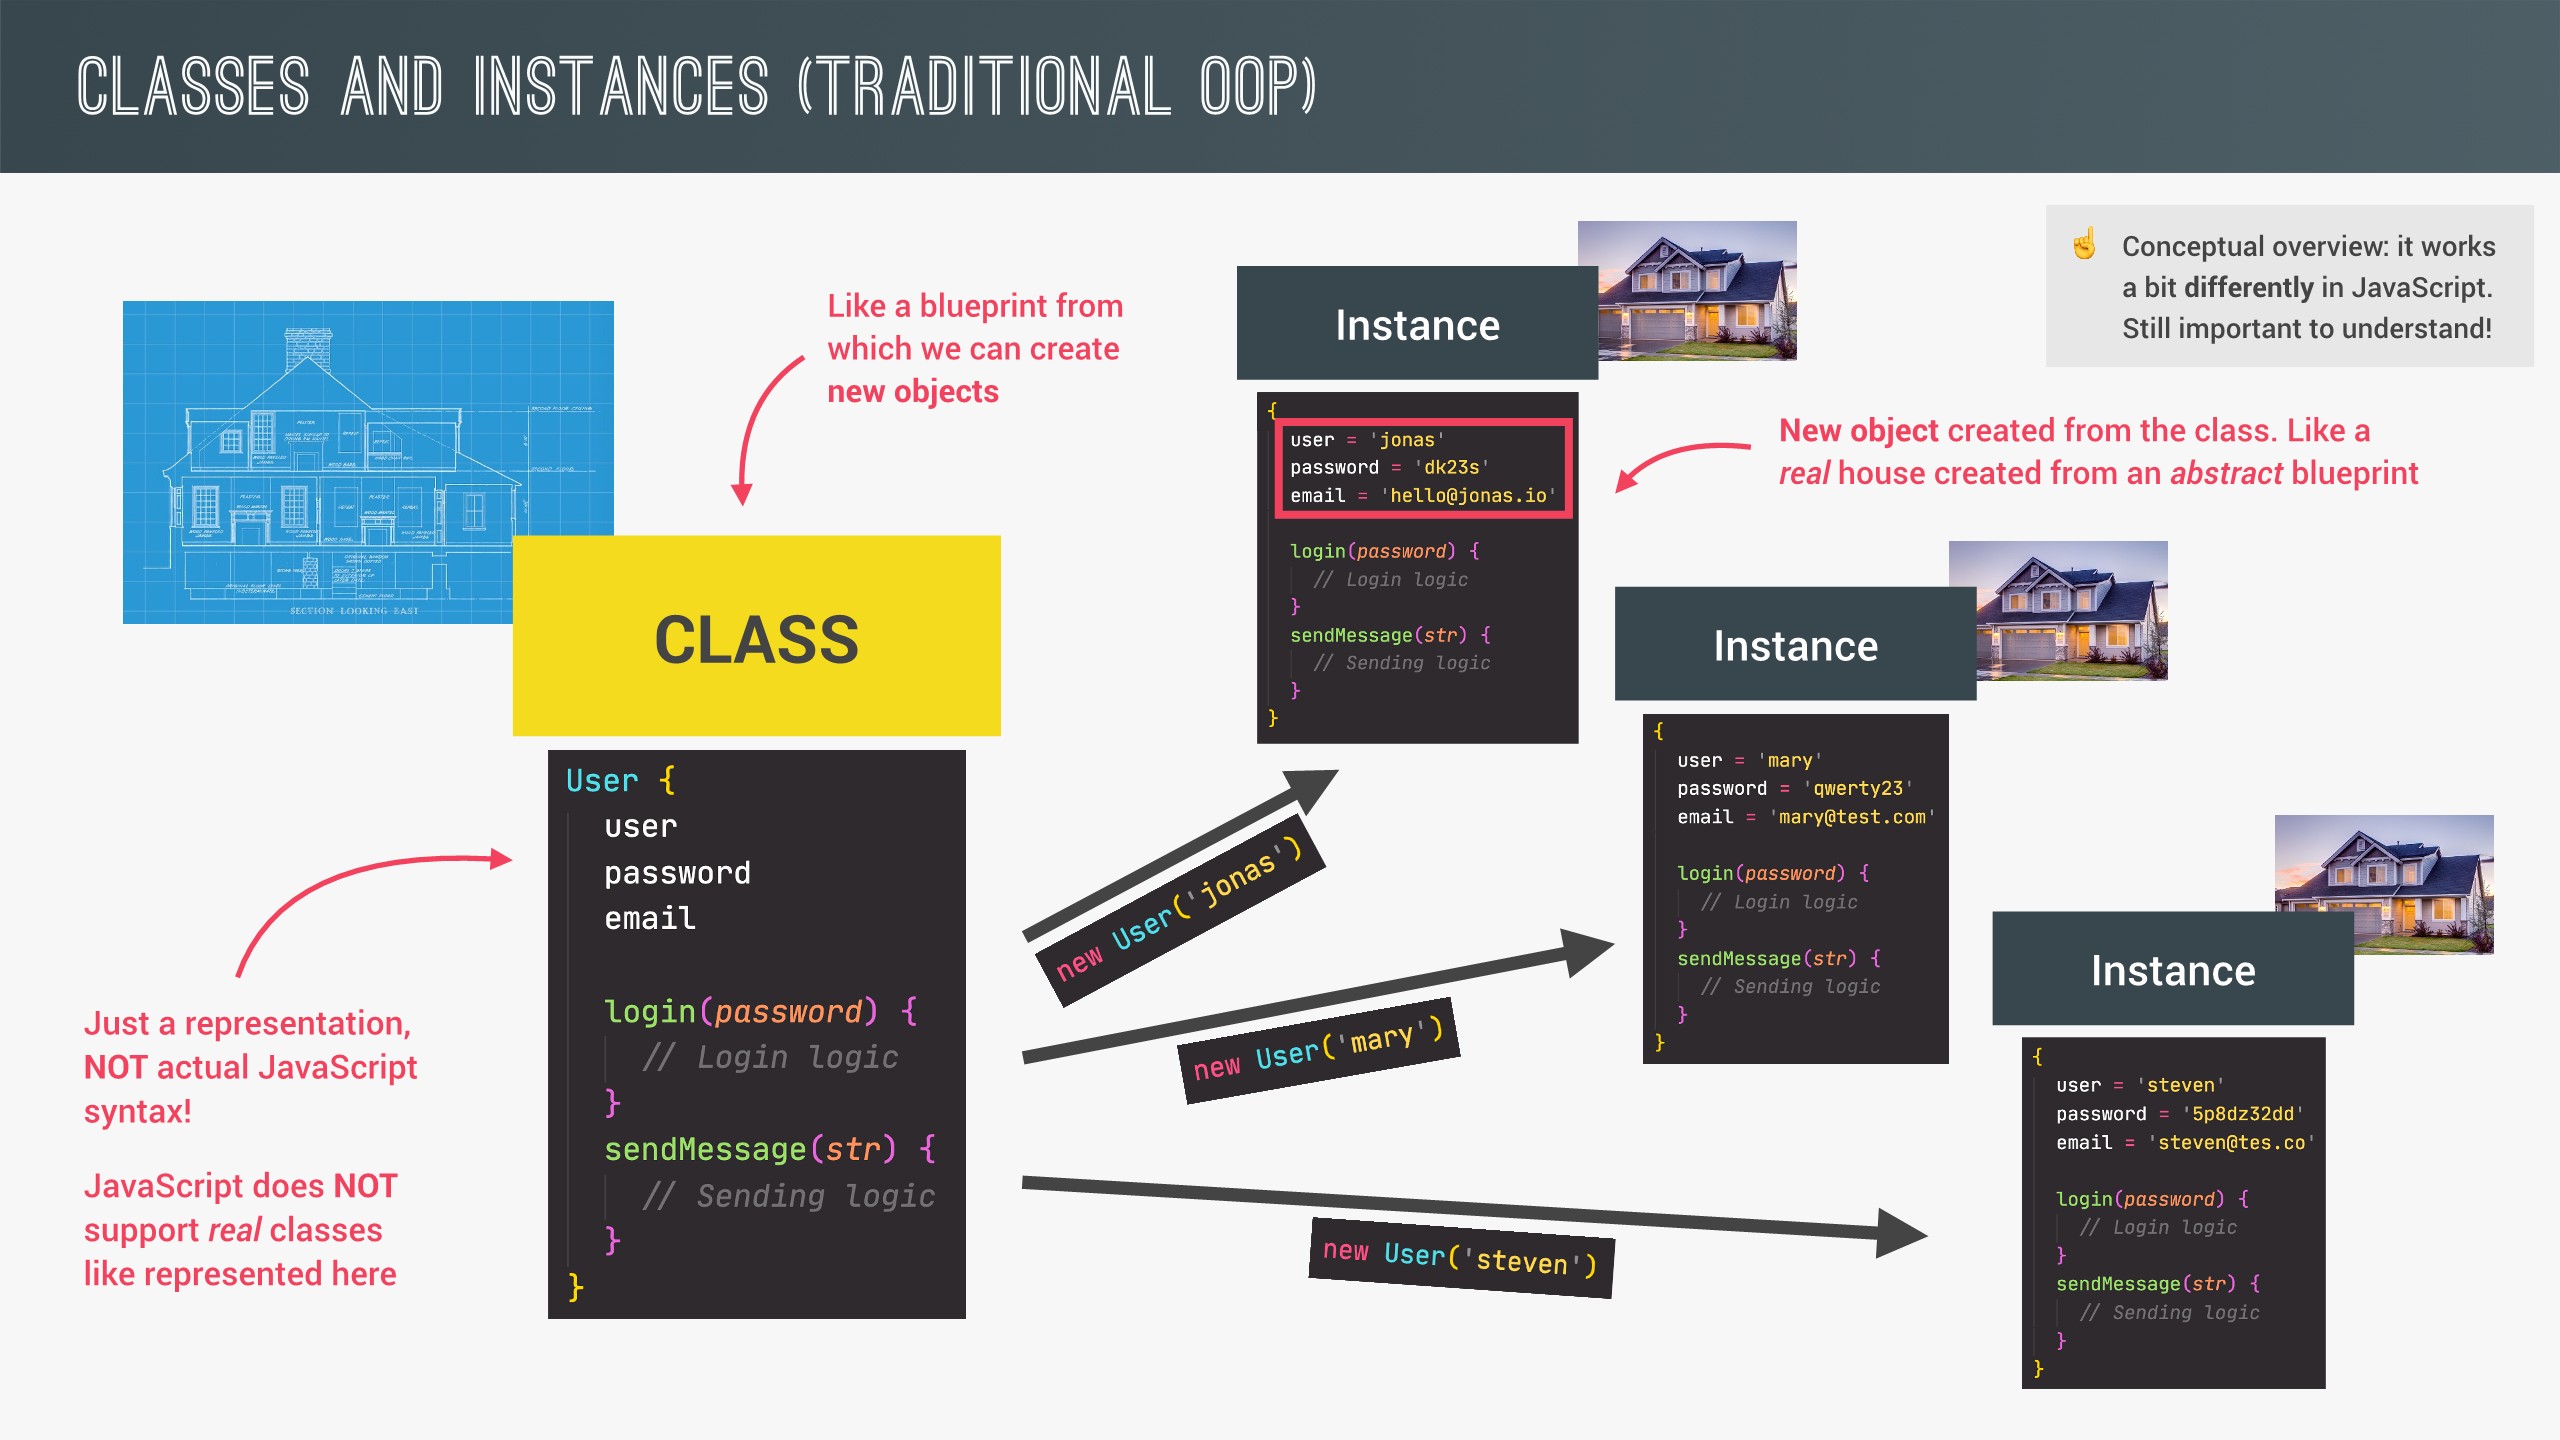 CLASSES AND INSTANCES (TRADITIONAL OOP)
☝️ Conceptual overview: it works
a bit differently in JavaScript.
Still important to understand!
Like a blueprint from
which we can create
new objects
SECTION LOOKING EAST
CLASS
User {
user
password
email
login(password) {
// Login logic
}
sendMessage(str) {
// Sending logic
}
}
Just a representation,
NOT actual JavaScript
syntax!
JavaScript does NOT
support real classes
like represented here
new User('jonas')
new User('mary')
new User('steven')
Instance
{
user = 'jonas'
password = 'dk23s'
email = 'hello@jonas.io'
login(password) {
// Login logic
}
sendMessage(str) {
// Sending logic
}
}
New object created from the class. Like a
real house created from an abstract blueprint
Instance
{
user = 'mary'
password = 'qwerty23'
email = 'mary@test.com'
login(password) {
// Login logic
}
sendMessage(str) {
// Sending logic
}
}
Instance
{
user = 'steven'
password = '5p8dz32dd'
email = 'steven@tes.co'
login(password) {
// Login logic
}
sendMessage(str) {
// Sending logic
}
}